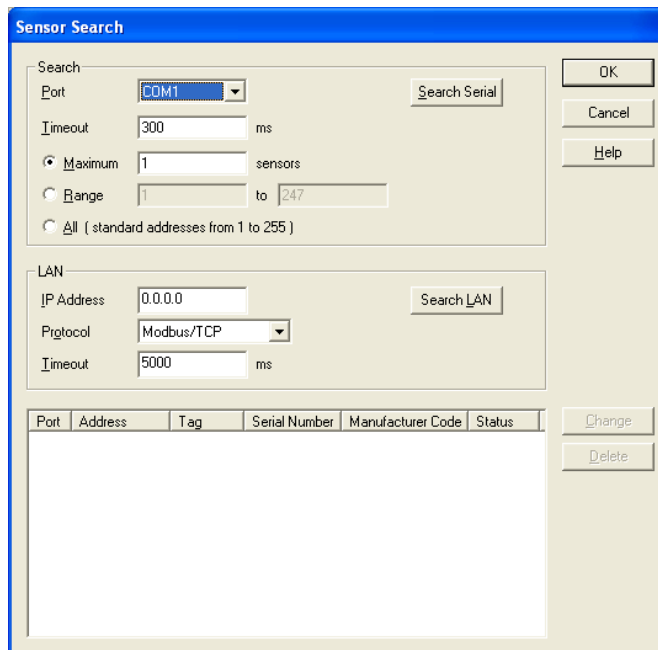 Sensor Search
Search
Port COM1 Search Serial
Timeout 300 ms
Maximum 1 sensors
Range 1 to 247
All ( standard addresses from 1 to 255 )
OK
Cancel
Help
LAN
IP Address 0.0.0.0 Search LAN
Protocol Modbus/TCP
Timeout 5000 ms
Port Address Tag Serial Number Manufacturer Code Status
Change
Delete